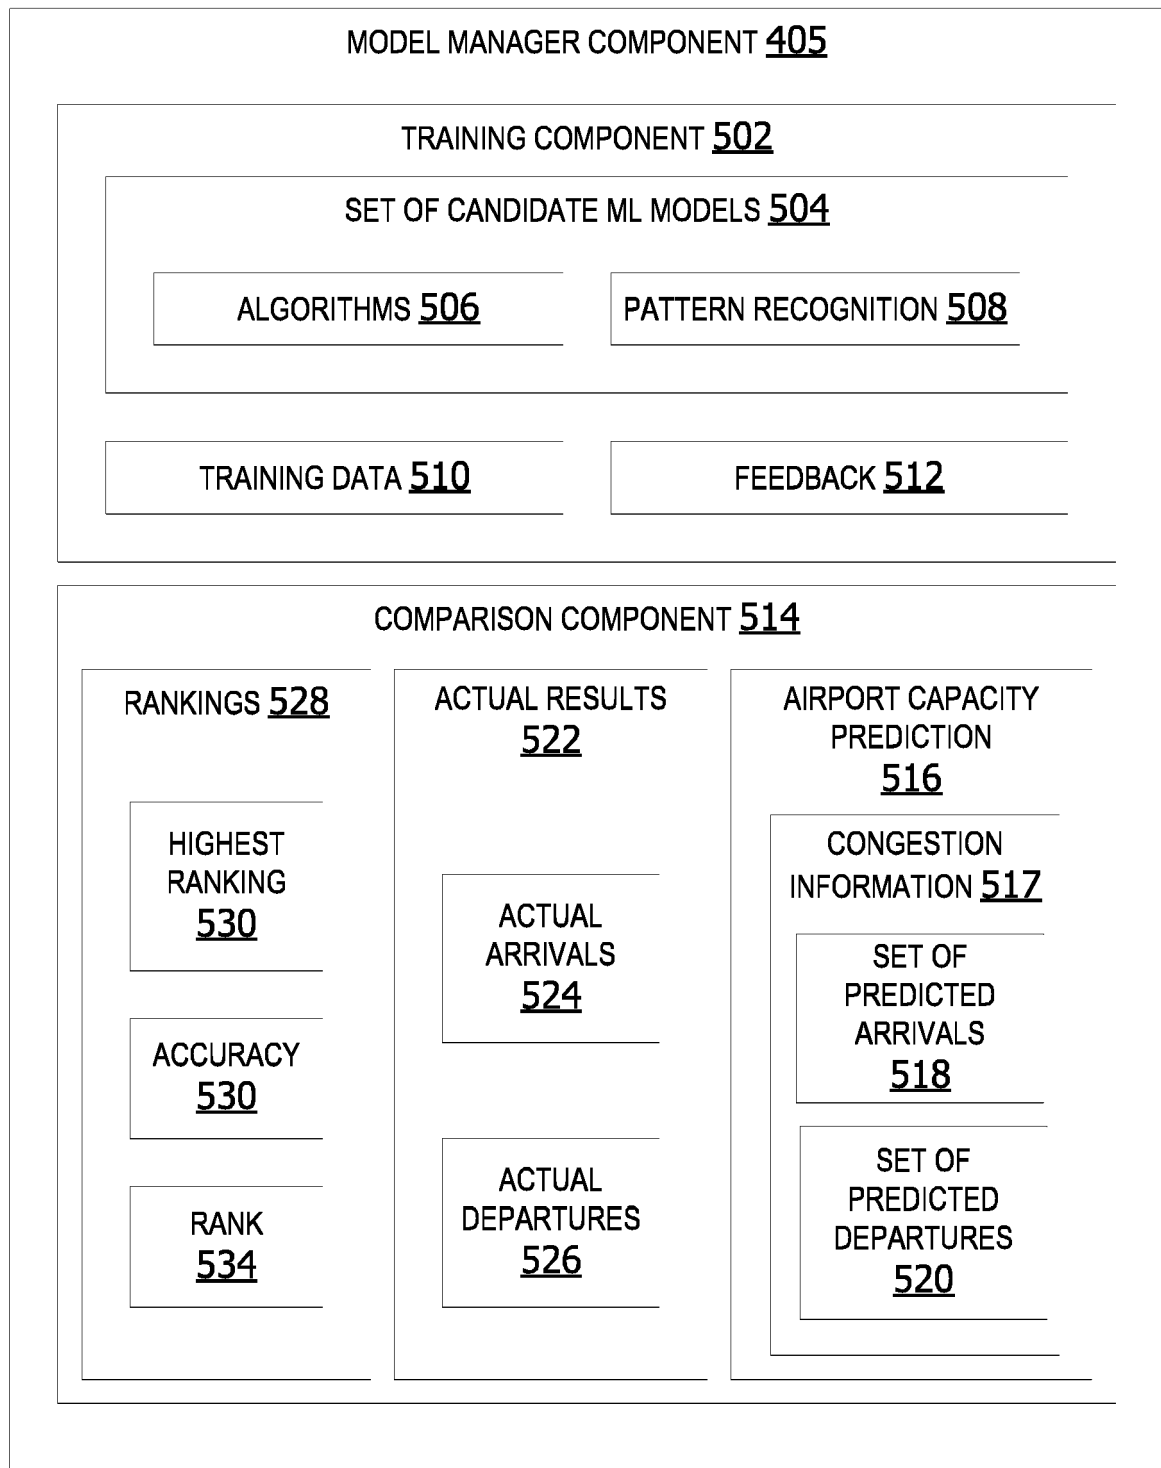 MODEL MANAGER COMPONENT 405
TRAINING COMPONENT 502
SET OF CANDIDATE ML MODELS 504
ALGORITHMS 506
PATTERN RECOGNITION 508
TRAINING DATA 510
FEEDBACK 512
COMPARISON COMPONENT 514
RANKINGS 528
HIGHEST
RANKING
530
ACCURACY
530
RANK
534
ACTUAL RESULTS
522
ACTUAL
ARRIVALS
524
ACTUAL
DEPARTURES
526
AIRPORT CAPACITY
PREDICTION
516
CONGESTION
INFORMATION 517
SET OF
PREDICTED
ARRIVALS
518
SET OF
PREDICTED
DEPARTURES
520